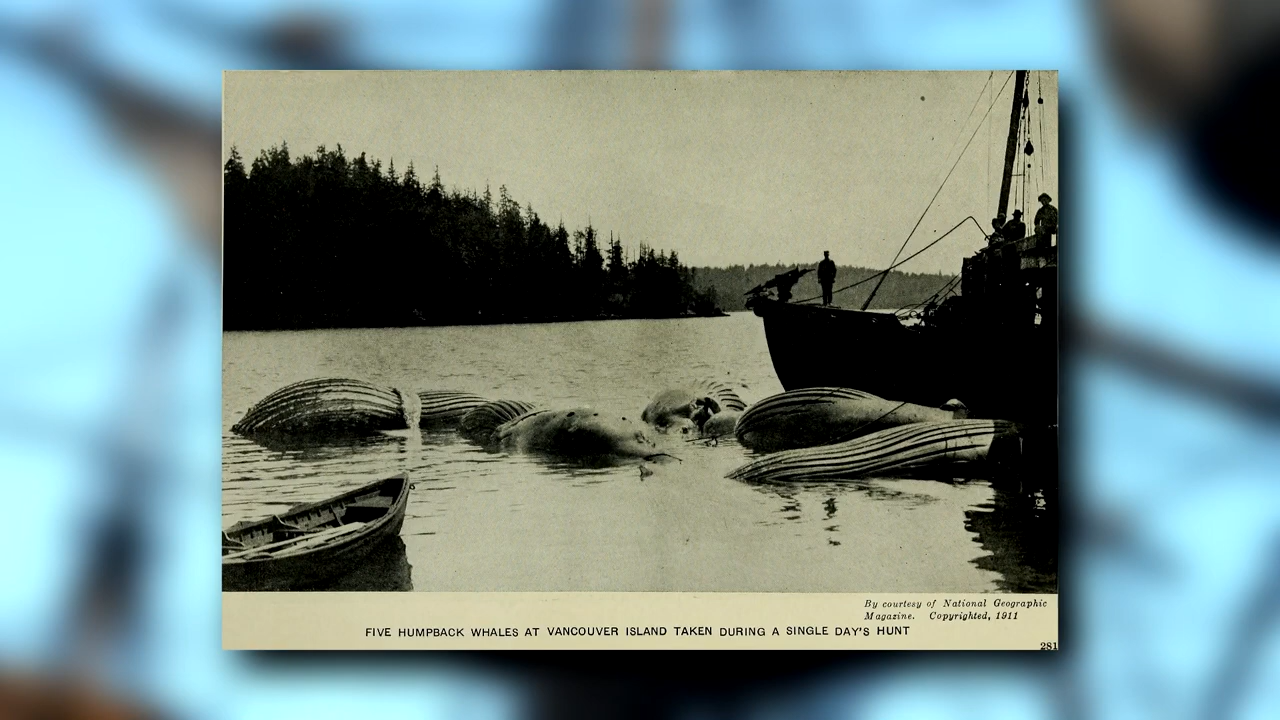 By courtesy of National Geographic
Magazine. Copyrighted, 1911
FIVE HUMPBACK WHALES AT VANCOUVER ISLAND TAKEN DURING A SINGLE DAY'S HUNT
281